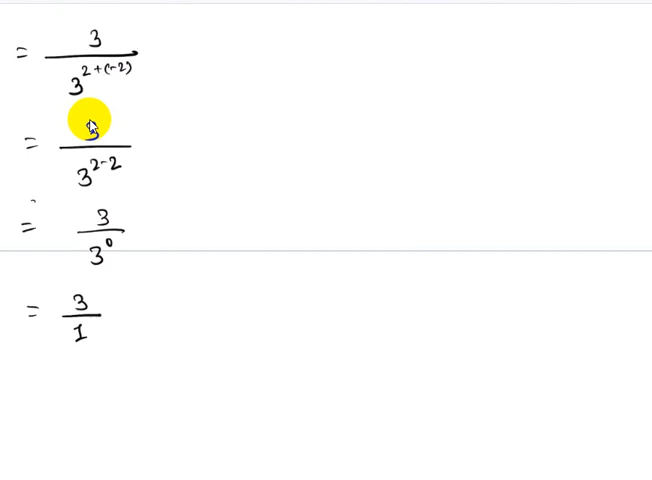 = 3 / 3^{2+(-2)}
= 3 / 3^{2-2}
= 3 / 3^0
= 3 / 1